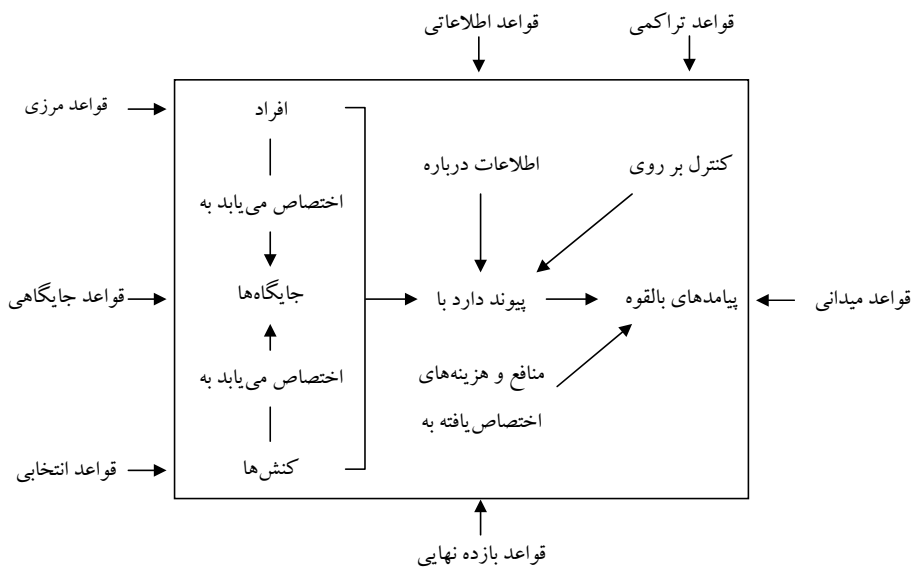 قواعد تراکمی
قواعد اطلاعاتی
قواعد مرزی
افراد
کنترل بر روی
اطلاعات درباره
اختصاص می‌یابد به
قواعد میدانی
پیامدهای بالقوه
پیوند دارد با
جایگاه‌ها
قواعد جایگاهی
منافع و هزینه‌های
اختصاص‌یافته به
اختصاص می‌یابد به
کنش‌ها
قواعد انتخابی
قواعد بازده نهایی